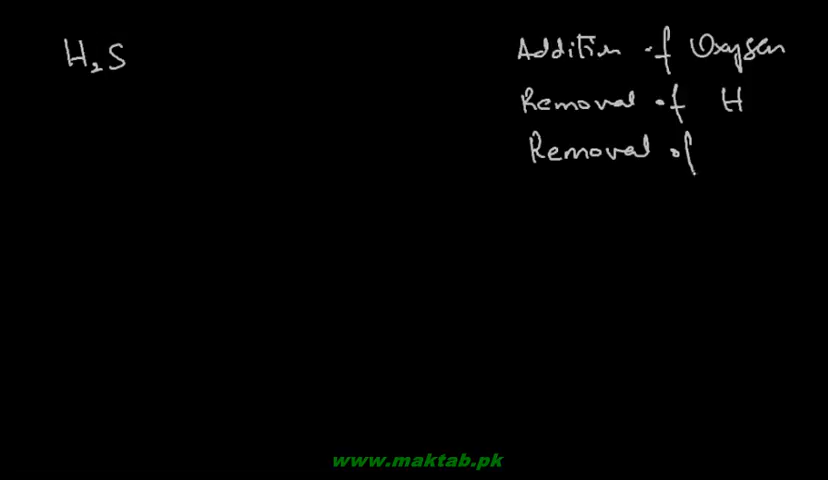 H₂S
Addition of Oxygen
Removal of H
Removal of
www.maktab.pk